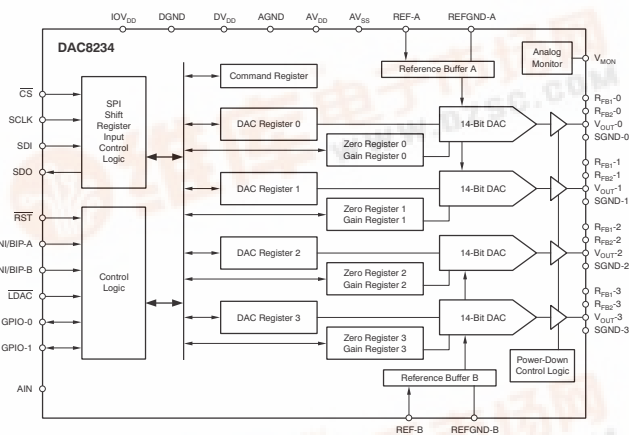 IOVDD DGND DVDD AGND AVDD AVSS REF-A REFGND-A
DAC8234
Analog
Monitor
VMON
Reference Buffer A
Command Register
CS
SCLK
SDI
SDO
SPI
Shift
Register
Input
Control
Logic
DAC Register 0
Zero Register 0
Gain Register 0
14-Bit DAC
RFB1-0
RFB2-0
VOUT-0
SGND-0
DAC Register 1
Zero Register 1
Gain Register 1
14-Bit DAC
RFB1-1
RFB2-1
VOUT-1
SGND-1
RST
NI/BIP-A
NI/BIP-B
LDAC
GPIO-0
GPIO-1
Control
Logic
DAC Register 2
Zero Register 2
Gain Register 2
14-Bit DAC
RFB1-2
RFB2-2
VOUT-2
SGND-2
DAC Register 3
Zero Register 3
Gain Register 3
14-Bit DAC
RFB1-3
RFB2-3
VOUT-3
SGND-3
Power-Down
Control Logic
AIN
Reference Buffer B
REF-B REFGND-B